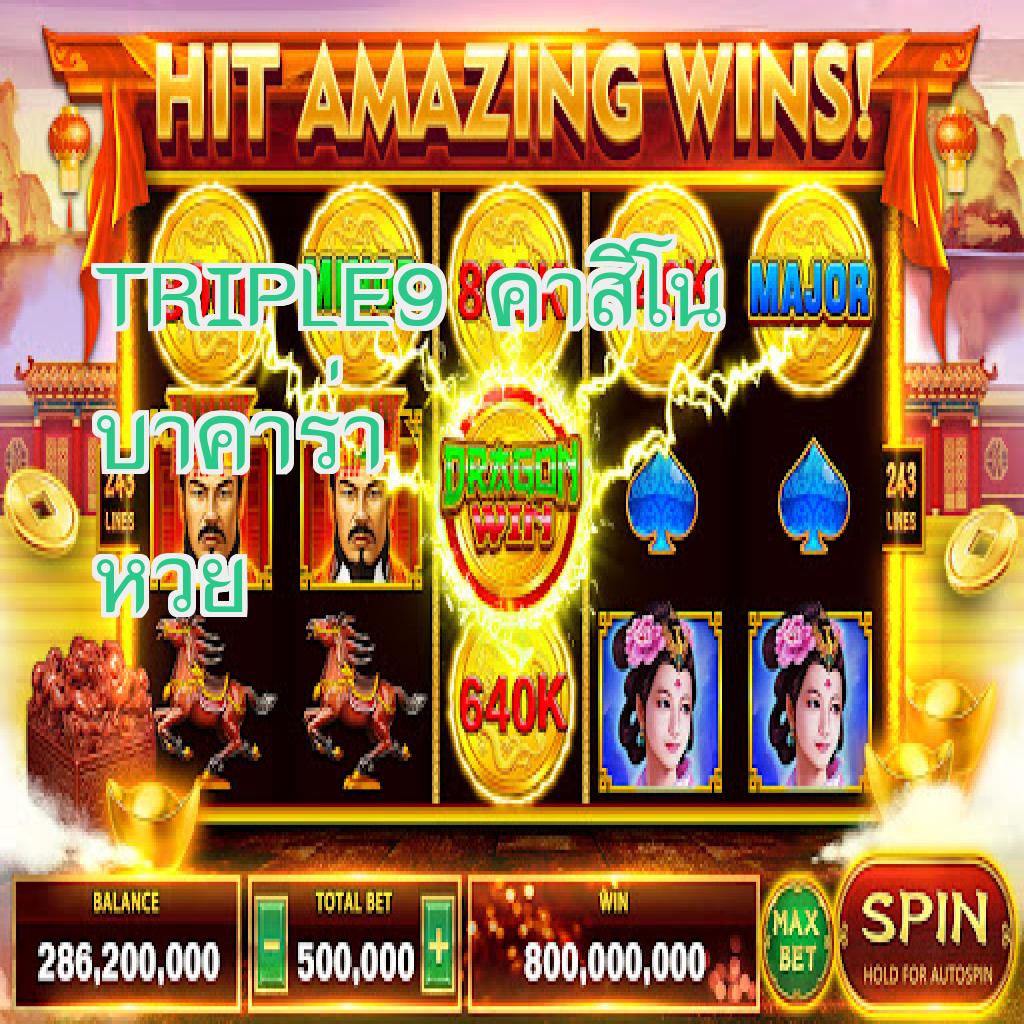 HIT AMAZING WINS!
TRIPLE9 คาสิโน
MAJOR
บาคาร่า
DRAGON
WIN
243
LINES
243
LINES
หวย
640K
BALANCE
286,200,000
TOTAL BET
- 500,000 +
WIN
800,000,000
MAX
BET
SPIN
HOLD FOR AUTOSPIN